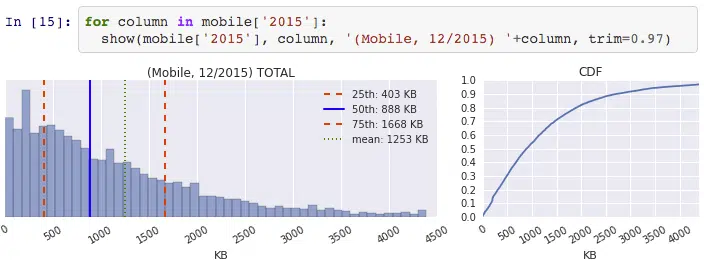 In [15]: for column in mobile['2015']:
show(mobile['2015'], column, '(Mobile, 12/2015) '+column, trim=0.97)
(Mobile, 12/2015) TOTAL
25th: 403 KB
50th: 888 KB
75th: 1668 KB
mean: 1253 KB
0 500 1000 1500 2000 2500 3000 3500 4000 4500
KB
CDF
1.0
0.9
0.8
0.7
0.6
0.5
0.4
0.3
0.2
0.1
0.0
0 500 1000 1500 2000 2500 3000 3500 4000
KB